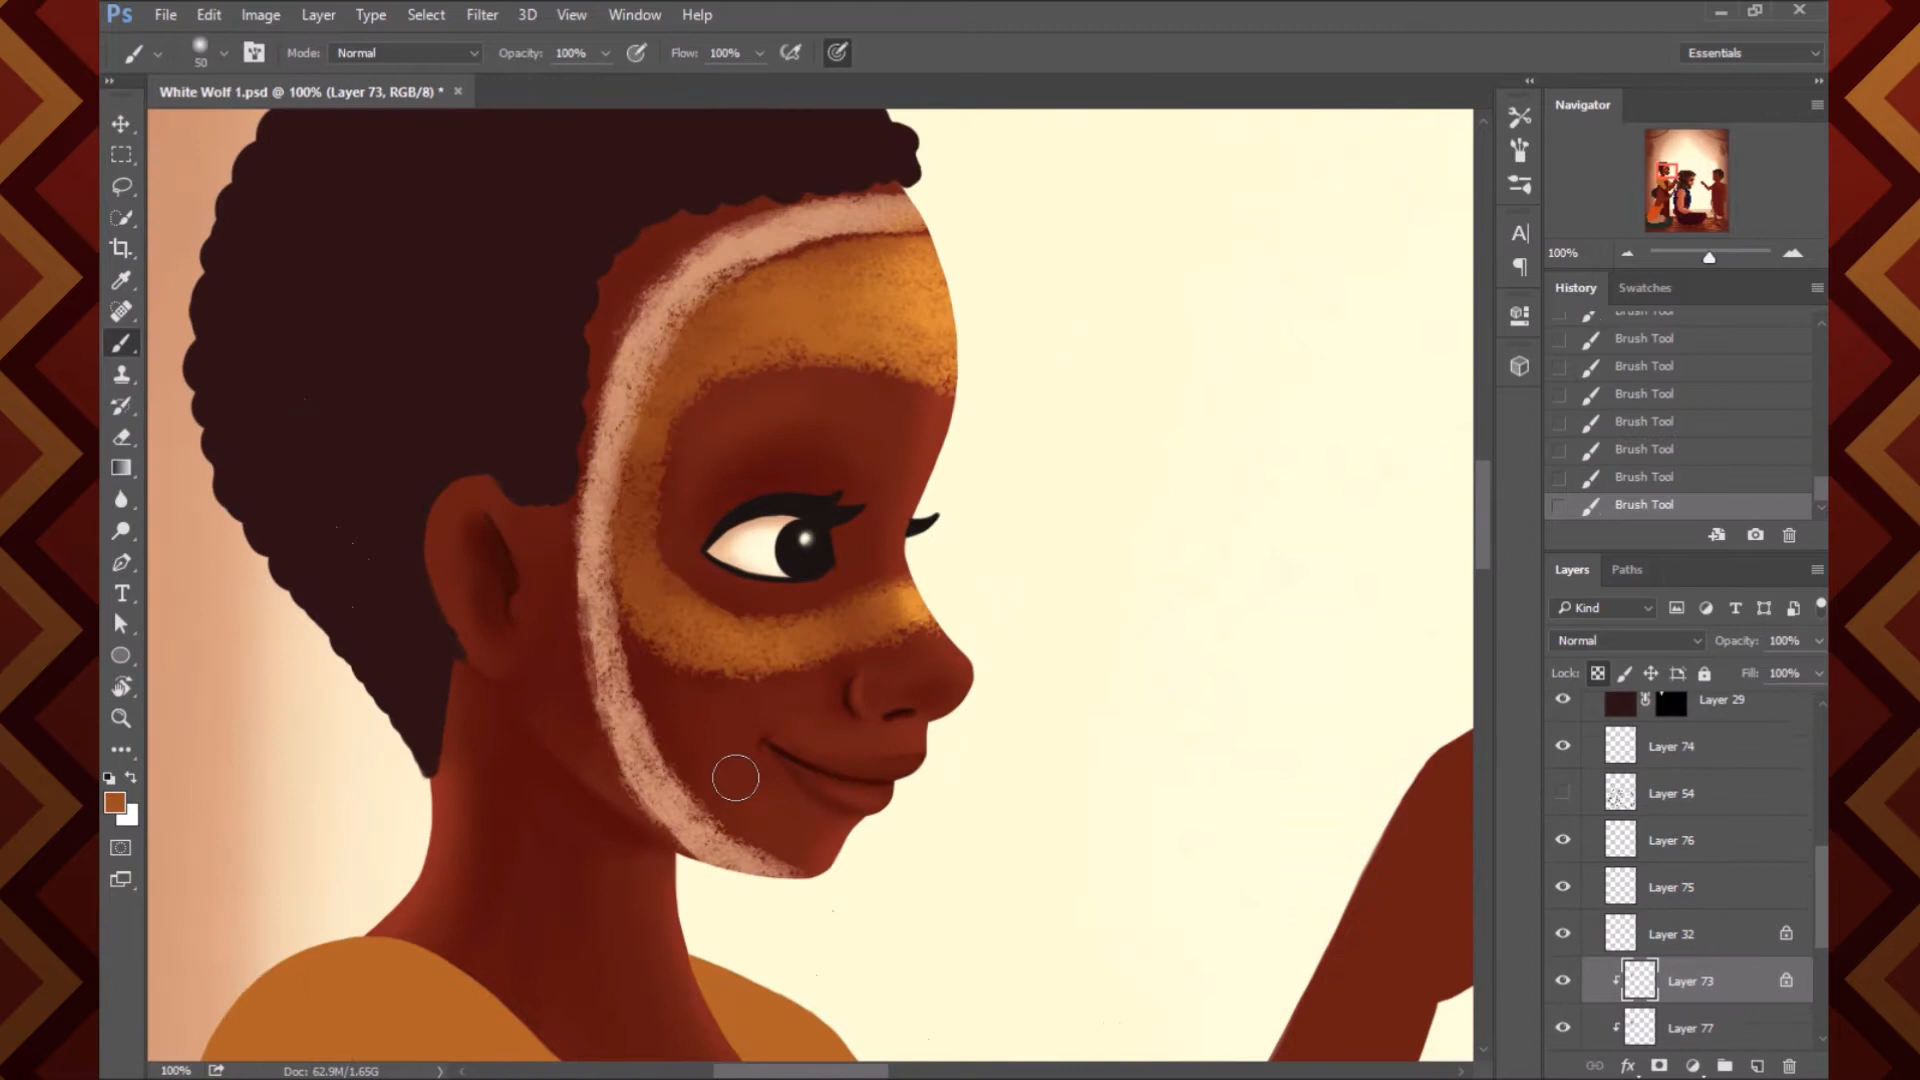 Ps File Edit Image Layer Type Select Filter 3D View Window Help
50 Mode: Normal Opacity: 100% Flow: 100% Essentials
White Wolf 1.psd @ 100% (Layer 73, RGB/8) *
Navigator
100%
History Swatches
Brush Tool
Brush Tool
Brush Tool
Brush Tool
Brush Tool
Brush Tool
Brush Tool
Brush Tool
Layers Paths
Kind
Normal Opacity: 100%
Lock: Fill: 100%
Layer 29
Layer 74
Layer 54
Layer 76
Layer 75
Layer 32
Layer 73
Layer 77
fx
100% Doc: 62.9M/1.65G